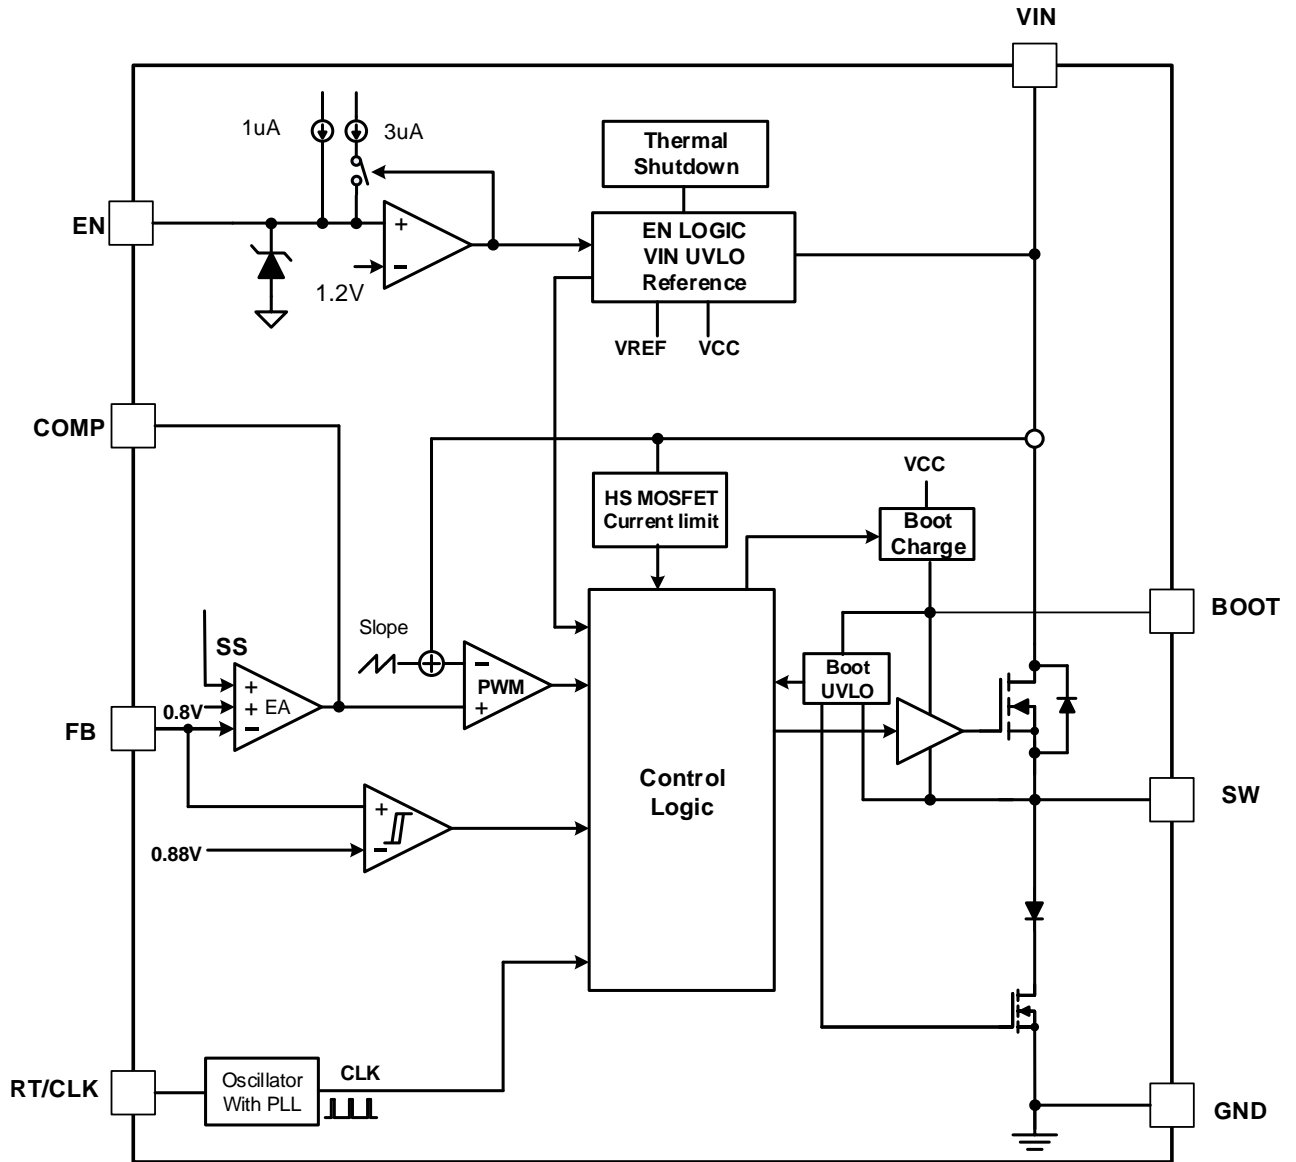 VIN
1uA
3uA
Thermal
Shutdown
EN
+
−
1.2V
EN LOGIC
VIN UVLO
Reference
VREF
VCC
COMP
HS MOSFET
Current limit
VCC
Boot
Charge
BOOT
Slope
+
SS
+
+
−
EA
0.8V
FB
−
+
PWM
Boot
UVLO
Control
Logic
SW
+
−
0.88V
RT/CLK
Oscillator
With PLL
CLK
GND